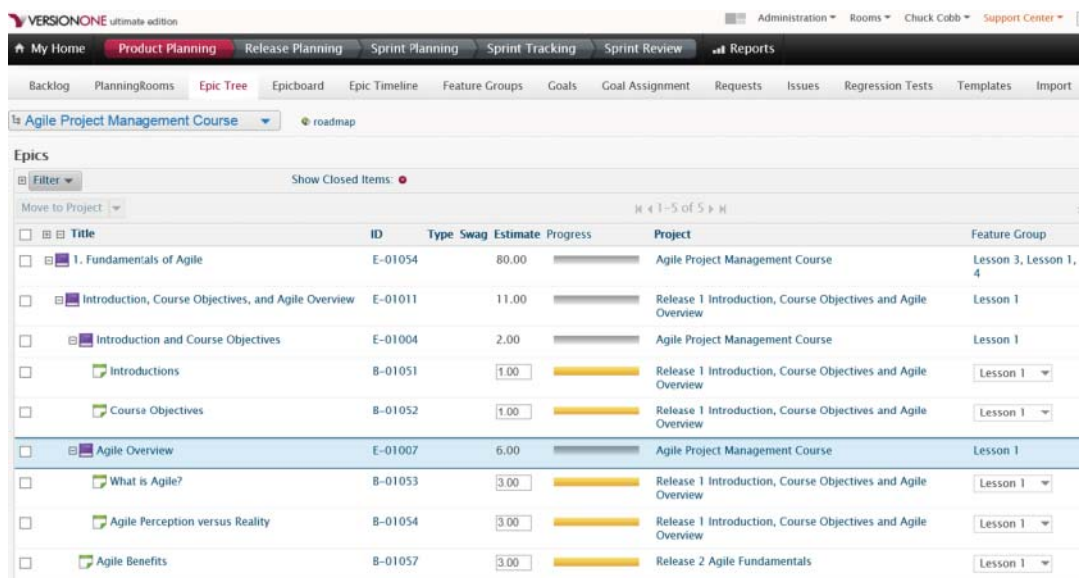 VERSIONONE ultimate edition
Administration Rooms Chuck Cobb Support Center
My Home Product Planning Release Planning Sprint Planning Sprint Tracking Sprint Review Reports
Backlog PlanningRooms Epic Tree Epicboard Epic Timeline Feature Groups Goals Goal Assignment Requests Issues Regression Tests Templates Import
Agile Project Management Course roadmap
Epics
Filter Show Closed Items:
Move to Project 1-5 of 5
Title ID Type Swag Estimate Progress Project Feature Group
1. Fundamentals of Agile E-01054 80.00 Agile Project Management Course Lesson 3, Lesson 1,
4
Introduction, Course Objectives, and Agile Overview E-01011 11.00 Release 1 Introduction, Course Objectives and Agile Lesson 1
Overview
Introduction and Course Objectives E-01004 2.00 Agile Project Management Course Lesson 1
Introductions B-01051 1.00 Release 1 Introduction, Course Objectives and Agile Lesson 1
Overview
Course Objectives B-01052 1.00 Release 1 Introduction, Course Objectives and Agile Lesson 1
Overview
Agile Overview E-01007 6.00 Agile Project Management Course Lesson 1
What is Agile? B-01053 3.00 Release 1 Introduction, Course Objectives and Agile Lesson 1
Overview
Agile Perception versus Reality B-01054 3.00 Release 1 Introduction, Course Objectives and Agile Lesson 1
Overview
Agile Benefits B-01057 3.00 Release 2 Agile Fundamentals Lesson 1